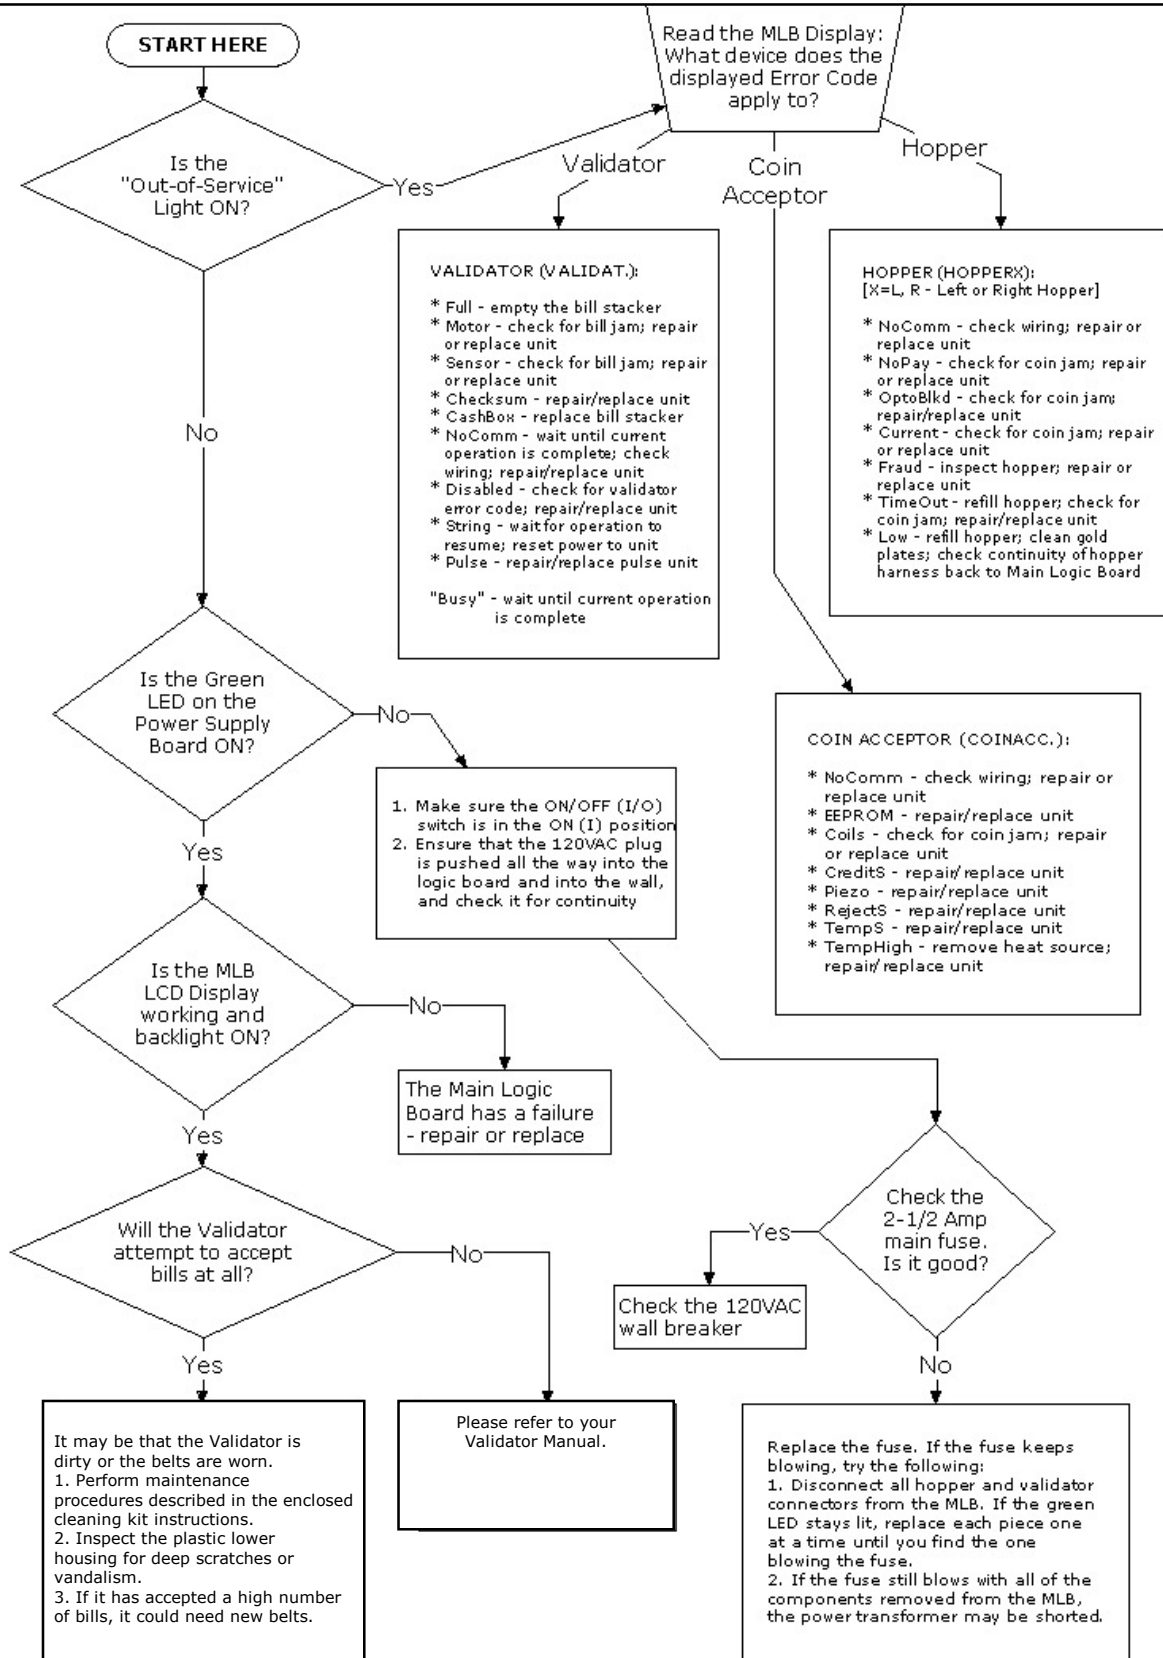 START HERE
Read the MLB Display:
What device does the
displayed Error Code
apply to?
Is the
"Out-of-Service"
Light ON?
Yes
Validator
Coin
Acceptor
Hopper
VALIDATOR (VALIDAT.):
* Full - empty the bill stacker
* Motor - check for bill jam; repair
or replace unit
* Sensor - check for bill jam; repair
or replace unit
* Checksum - repair/replace unit
* CashBox - replace bill stacker
* NoComm - wait until current
operation is complete; check
wiring; repair/replace unit
* Disabled - check for validator
error code; repair/replace unit
* String - wait for operation to
resume; reset power to unit
* Pulse - repair/replace pulse unit
"Busy" - wait until current operation
is complete
HOPPER (HOPPERX):
[X=L, R - Left or Right Hopper]
* NoComm - check wiring; repair or
replace unit
* NoPay - check for coin jam; repair
or replace unit
* OptoBlkd - check for coin jam;
repair/replace unit
* Current - check for coin jam; repair
or replace unit
* Fraud - inspect hopper; repair or
replace unit
* TimeOut - refill hopper; check for
coin jam; repair/replace unit
* Low - refill hopper; clean gold
plates; check continuity of hopper
harness back to Main Logic Board
No
Is the Green
LED on the
Power Supply
Board ON?
No
1. Make sure the ON/OFF (I/O)
switch is in the ON (I) position
2. Ensure that the 120VAC plug
is pushed all the way into the
logic board and into the wall,
and check it for continuity
COIN ACCEPTOR (COINACC.):
* NoComm - check wiring; repair or
replace unit
* EEPROM - repair/replace unit
* Coils - check for coin jam; repair
or replace unit
* CreditS - repair/replace unit
* Piezo - repair/replace unit
* RejectS - repair/replace unit
* TempS - repair/replace unit
* TempHigh - remove heat source;
repair/replace unit
Yes
Is the MLB
LCD Display
working and
backlight ON?
No
The Main Logic
Board has a failure
- repair or replace
Yes
Will the Validator
attempt to accept
bills at all?
No
Check the
2-1/2 Amp
main fuse.
Is it good?
Yes
Check the 120VAC
wall breaker
Yes
No
It may be that the Validator is
dirty or the belts are worn.
1. Perform maintenance
procedures described in the enclosed
cleaning kit instructions.
2. Inspect the plastic lower
housing for deep scratches or
vandalism.
3. If it has accepted a high number
of bills, it could need new belts.
Please refer to your
Validator Manual.
Replace the fuse. If the fuse keeps
blowing, try the following:
1. Disconnect all hopper and validator
connectors from the MLB. If the green
LED stays lit, replace each piece one
at a time until you find the one
blowing the fuse.
2. If the fuse still blows with all of the
components removed from the MLB,
the power transformer may be shorted.